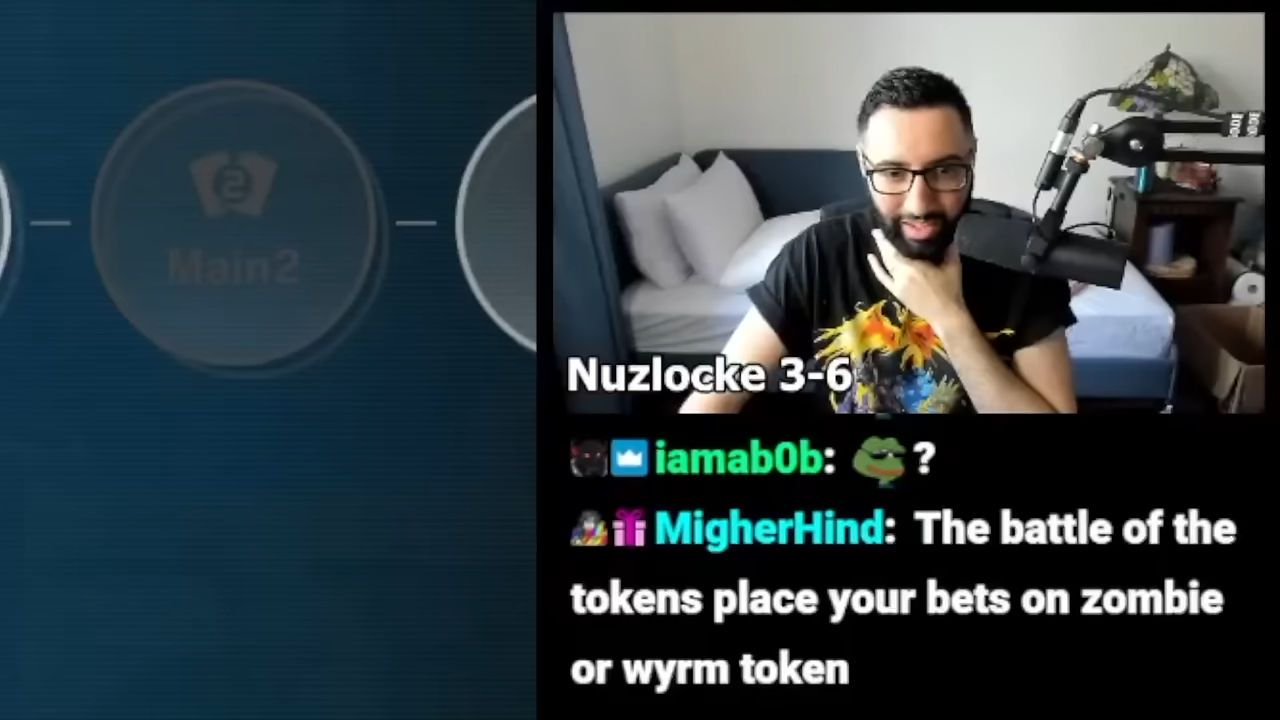 2
Main2
Nuzlocke 3-6
iamab0b: ?
MigherHind: The battle of the
tokens place your bets on zombie
or wyrm token